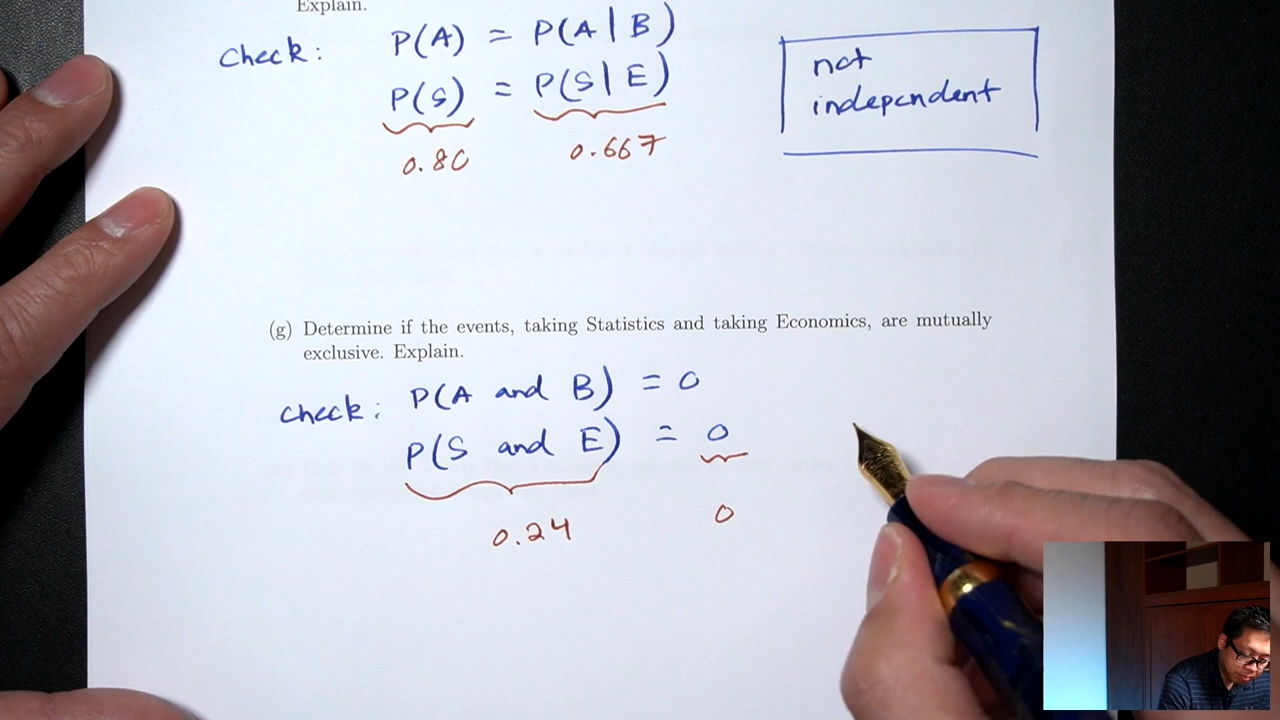 Explain.
Check: P(A) = P(A|B)
P(S) = P(S|E)
0.80 0.667
not
independent
(g) Determine if the events, taking Statistics and taking Economics, are mutually
exclusive. Explain.
Check: P(A and B) = 0
P(S and E) = 0
0.24 0